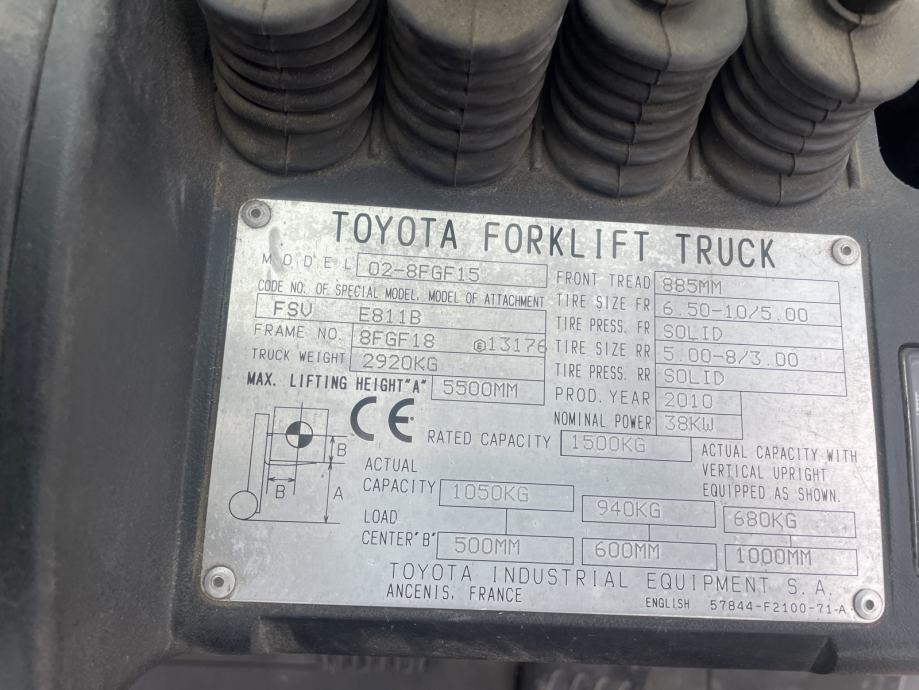 TOYOTA FORKLIFT TRUCK
MODEL 02-8FGF15
CODE NO. OF SPECIAL MODEL. MODEL OF ATTACHMENT
FSV E811B
FRAME NO. 8FGF18 Ⓔ13176
TRUCK WEIGHT 2920KG
MAX. LIFTING HEIGHT"A" 5500MM
FRONT TREAD 885MM
TIRE SIZE FR 6.50-10/5.00
TIRE PRESS. FR SOLID
TIRE SIZE RR 5.00-8/3.00
TIRE PRESS. RR SOLID
PROD. YEAR 2010
NOMINAL POWER 38KW
CE
RATED CAPACITY 1500KG
ACTUAL CAPACITY WITH
VERTICAL UPRIGHT
EQUIPPED AS SHOWN.
B
B A
ACTUAL
CAPACITY 1050KG 940KG 680KG
LOAD
CENTER"B" 500MM 600MM 1000MM
TOYOTA INDUSTRIAL EQUIPMENT S.A.
ANCENIS, FRANCE
ENGLISH 57844-F2100-71-A